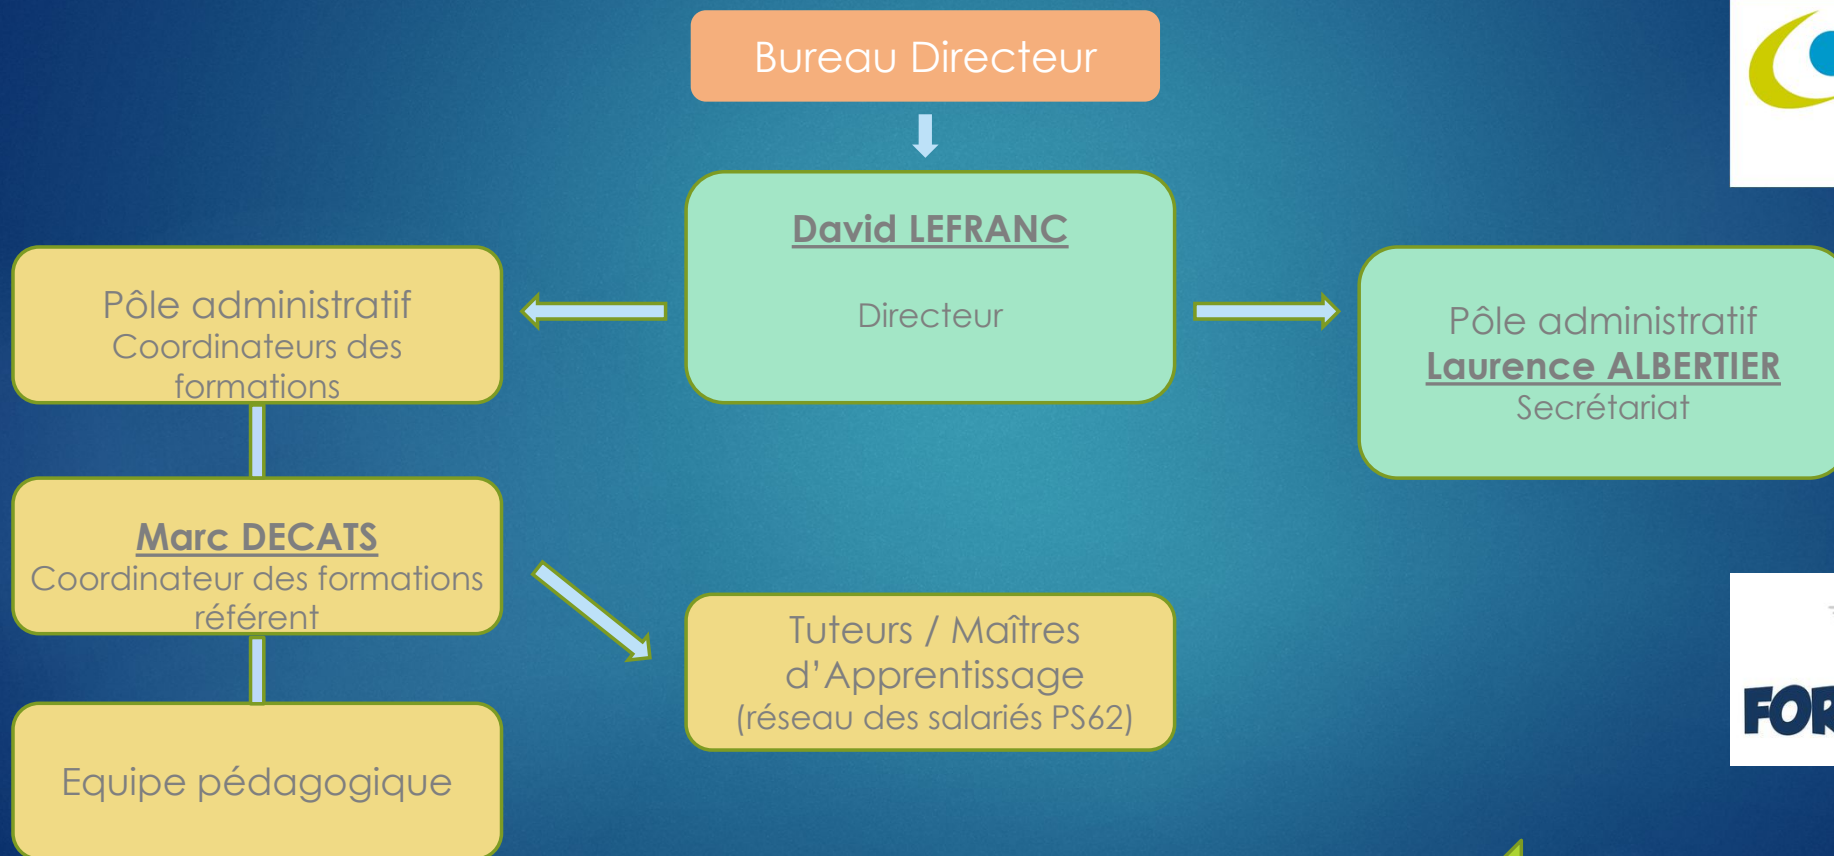 Bureau Directeur
David LEFRANC
Directeur
Pôle administratif
Coordinateurs des
formations
Pôle administratif
Laurence ALBERTIER
Secrétariat
Marc DECATS
Coordinateur des formations
référent
Tuteurs / Maîtres
d’Apprentissage
(réseau des salariés PS62)
Equipe pédagogique